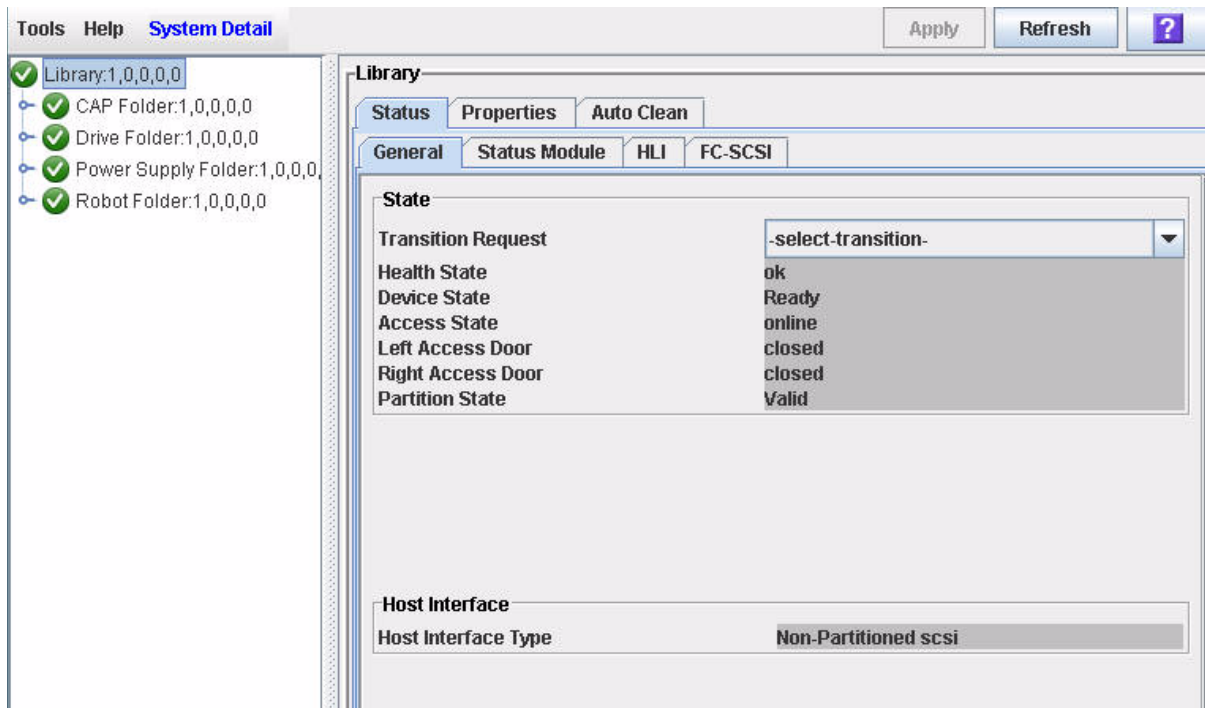 Tools Help System Detail
Apply Refresh ?
Library:1,0,0,0,0
CAP Folder:1,0,0,0,0
Drive Folder:1,0,0,0,0
Power Supply Folder:1,0,0,0,
Robot Folder:1,0,0,0,0
Library
Status Properties Auto Clean
General Status Module HLI FC-SCSI
State
Transition Request -select-transition-
Health State ok
Device State Ready
Access State online
Left Access Door closed
Right Access Door closed
Partition State Valid
Host Interface
Host Interface Type Non-Partitioned scsi